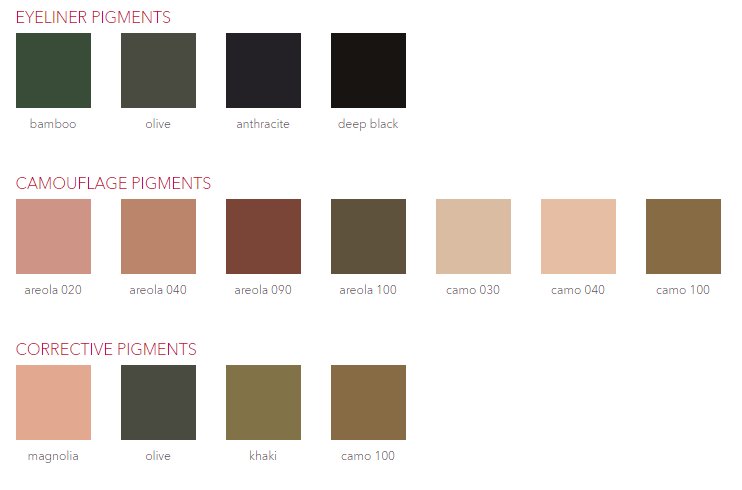 EYELINER PIGMENTS
bamboo olive anthracite deep black
CAMOUFLAGE PIGMENTS
areola 020 areola 040 areola 090 areola 100 camo 030 camo 040 camo 100
CORRECTIVE PIGMENTS
magnolia olive khaki camo 100